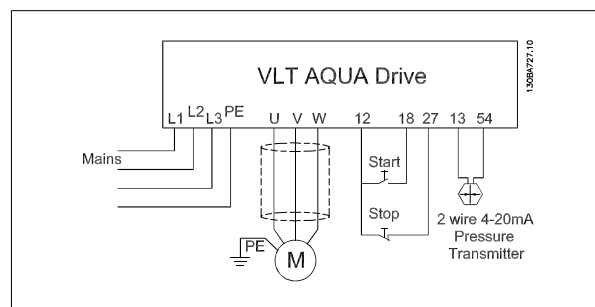 VLT AQUA Drive
130BA727.10
L1 L2 L3 PE U V W 12 18 27 13 54
Mains
Start
Stop
PE
M
2 wire 4-20mA
Pressure
Transmitter